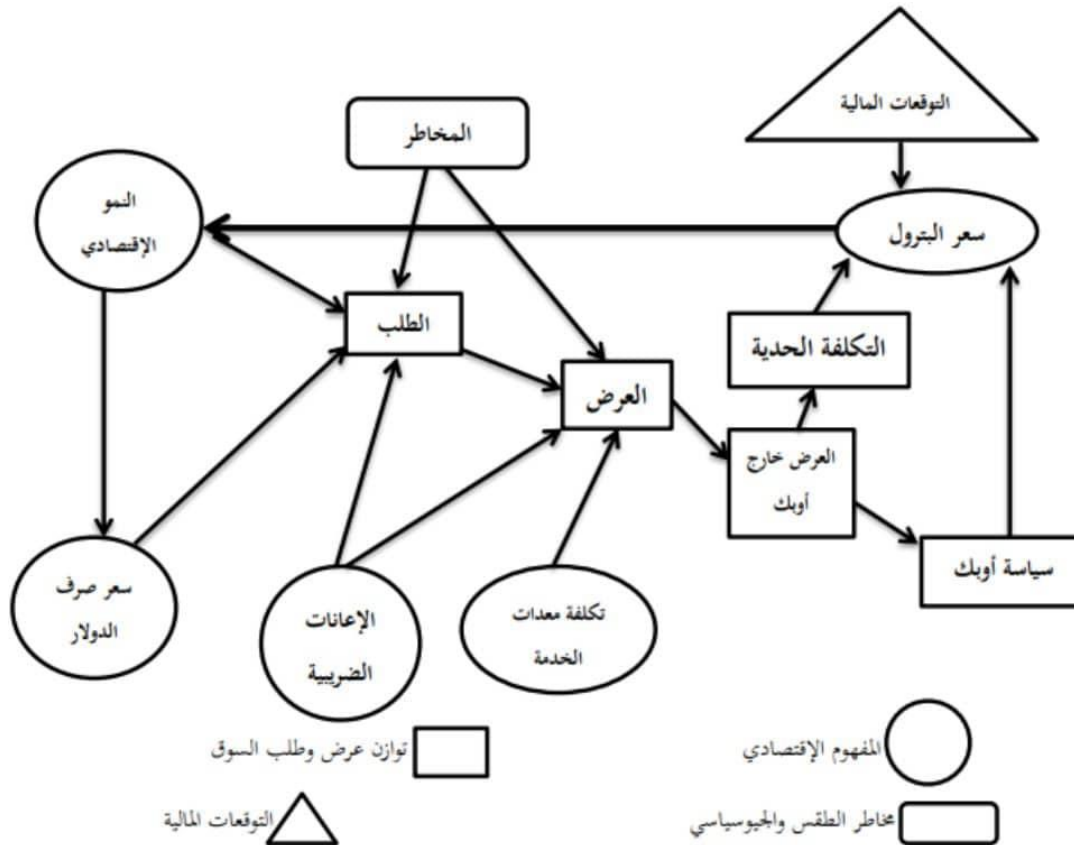 التوقعات المالية
المخاطر
النمو
الإقتصادي
سعر البترول
الطلب
التكلفة الحدية
العرض
العرض خارج
أوبك
سياسة أوبك
سعر صرف
الدولار
الإعانات
الضريبية
تكلفة معدات
الخدمة
المفهوم الإقتصادي
توازن عرض وطلب السوق
مخاطر الطقس والجيوسياسي
التوقعات المالية